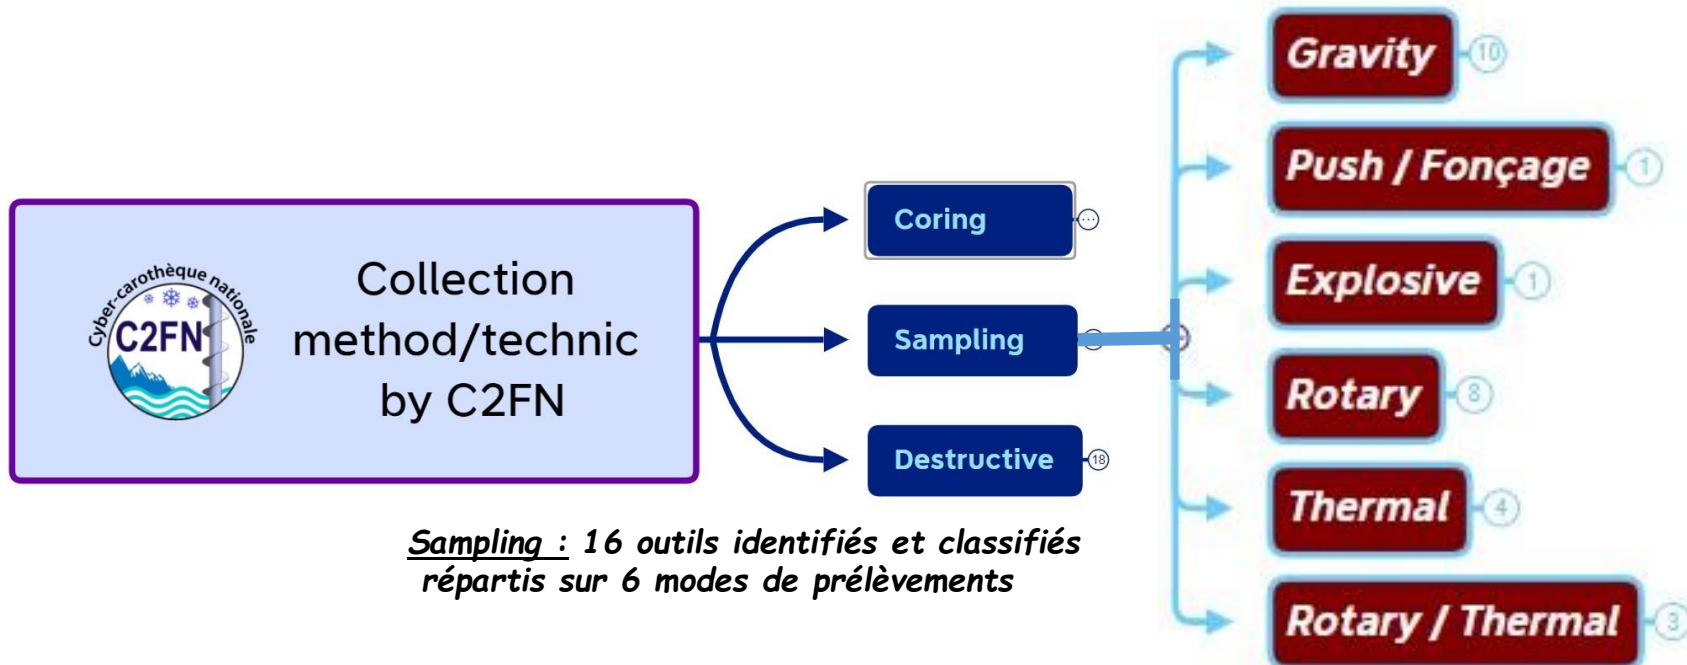 Cyber-carothèque nationale
C2FN
Collection
method/technic
by C2FN
Coring
...
Sampling
Destructive
18
Gravity
10
Push / Fonçage
1
Explosive
1
Rotary
8
Thermal
4
Rotary / Thermal
3
Sampling : 16 outils identifiés et classifiés
répartis sur 6 modes de prélèvements